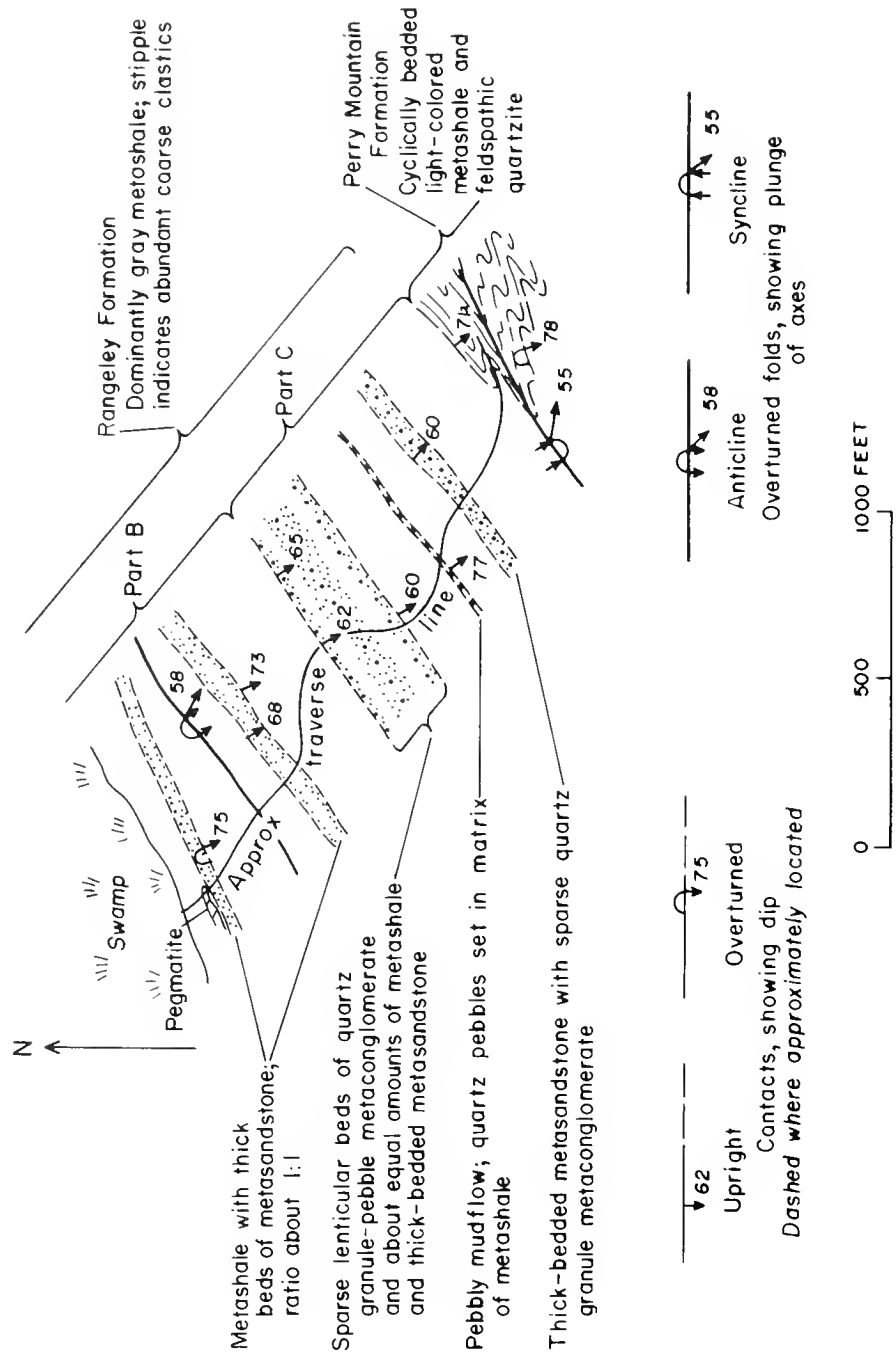 Rangeley Formation
Dominantly gray metoshale; stipple
indicates abundant coarse clastics
Perry Mountain
Farmation
Cyclically bedded
light-colored
metashale and
feldspathic
quartzite
Part B
Part C
N
Swamp
Pegmatite
75
58
73
68
65
62
60
77
60
74
78
55
Approx traverse line
Metashale with thick
beds of metasandstone;
ratio about 1:1
Sparse lenticular beds of quartz
granule-pebble metaconglomerate
and about equal amounts of metashale
and thick-bedded metasandstone
Pebbly mudflow; quartz pebbles set in matrix
of metashale
Thick-bedded metasandstone with sparse quartz
granule metaconglomerate
62
Upright
75
Overturned
Cantacts, showing dip
Dashed where approximately located
58
Anticline
55
Syncline
Overturned folds, showing plunge
of axes
0
500
1000 FEET